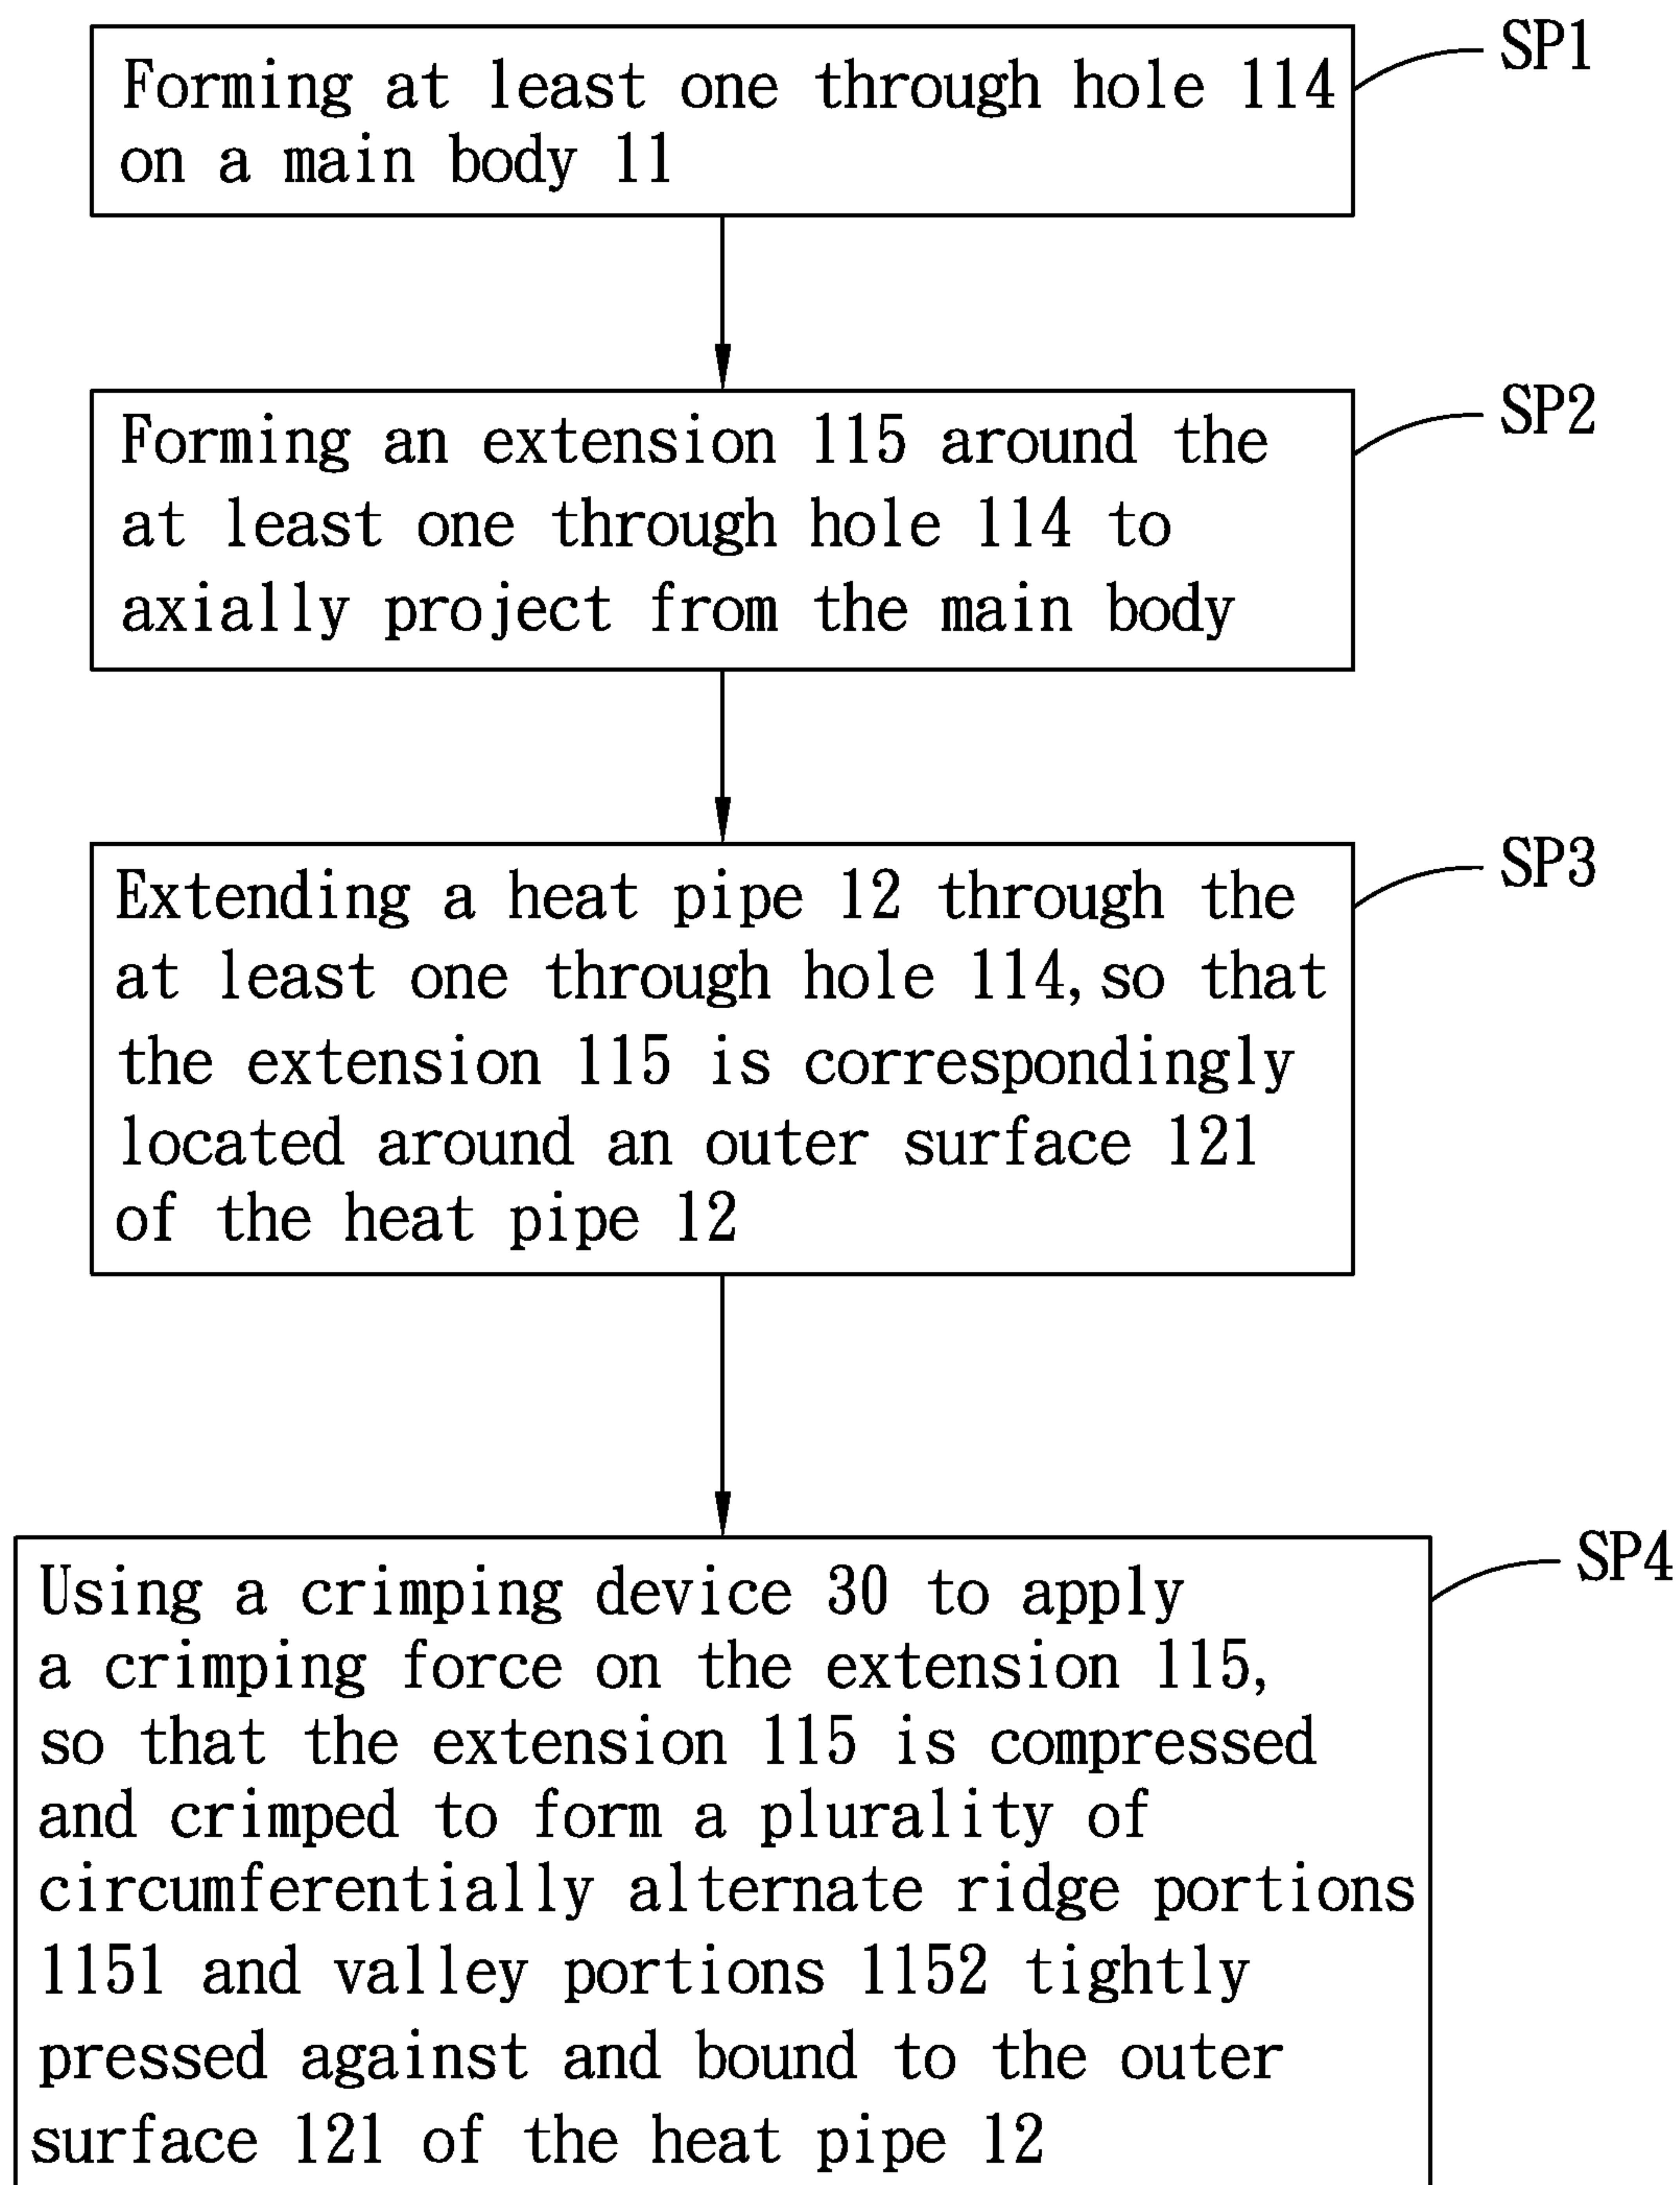 SP1
Forming at least one through hole 114
on a main body 11
SP2
Forming an extension 115 around the
at least one through hole 114 to
axially project from the main body
SP3
Extending a heat pipe 12 through the
at least one through hole 114, so that
the extension 115 is correspondingly
located around an outer surface 121
of the heat pipe 12
SP4
Using a crimping device 30 to apply
a crimping force on the extension 115,
so that the extension 115 is compressed
and crimped to form a plurality of
circumferentially alternate ridge portions
1151 and valley portions 1152 tightly
pressed against and bound to the outer
surface 121 of the heat pipe 12